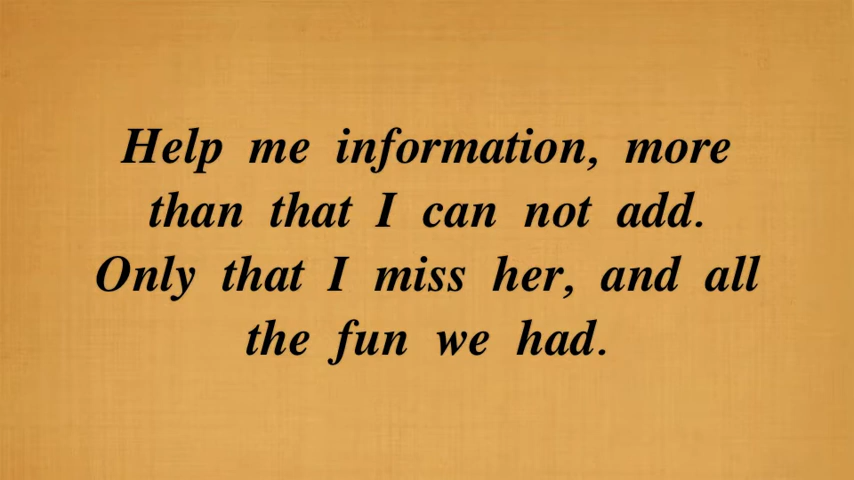 Help me information, more
than that I can not add.
Only that I miss her, and all
the fun we had.